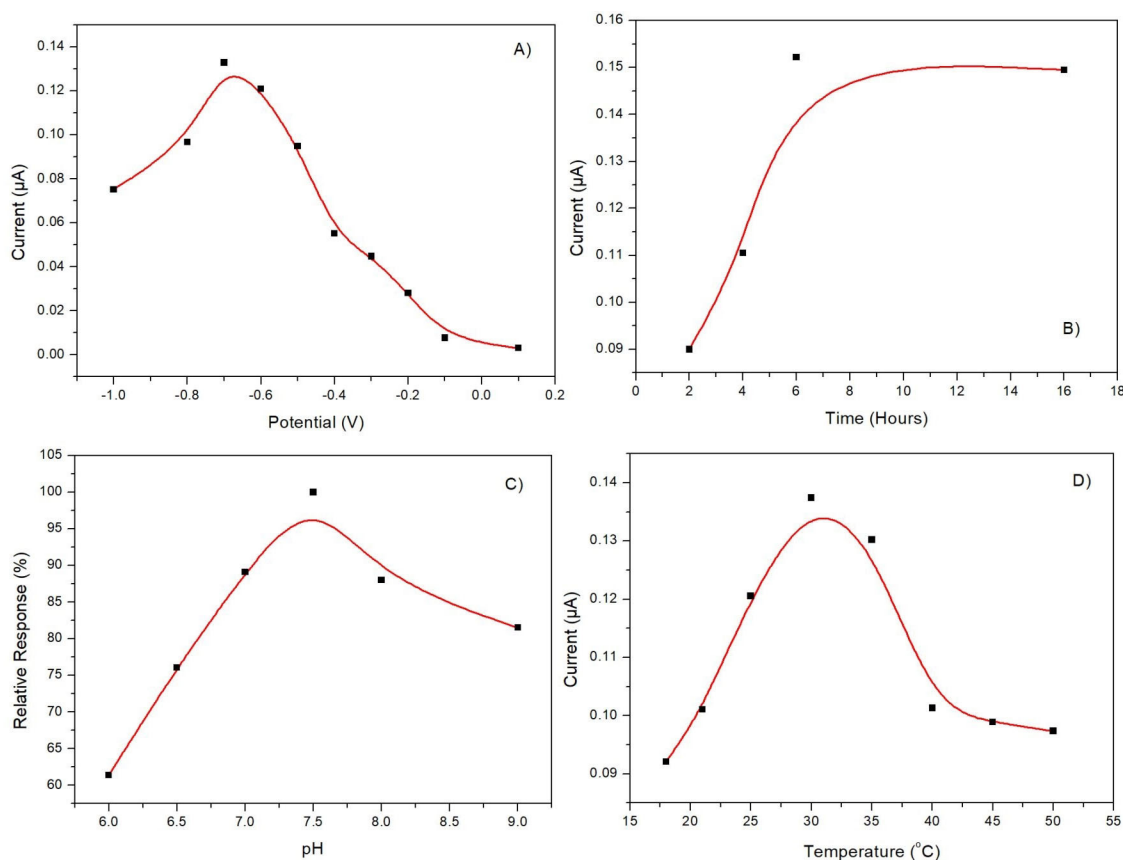 A)
0.14
0.12
0.10
0.08
0.06
0.04
0.02
0.00
Current (µA)
-1.0 -0.8 -0.6 -0.4 -0.2 0.0 0.2
Potential (V)
B)
0.16
0.15
0.14
0.13
0.12
0.11
0.10
0.09
Current (µA)
0 2 4 6 8 10 12 14 16 18
Time (Hours)
C)
105
100
95
90
85
80
75
70
65
60
Relative Response (%)
6.0 6.5 7.0 7.5 8.0 8.5 9.0
pH
D)
0.14
0.13
0.12
0.11
0.10
0.09
Current (µA)
15 20 25 30 35 40 45 50 55
Temperature (°C)